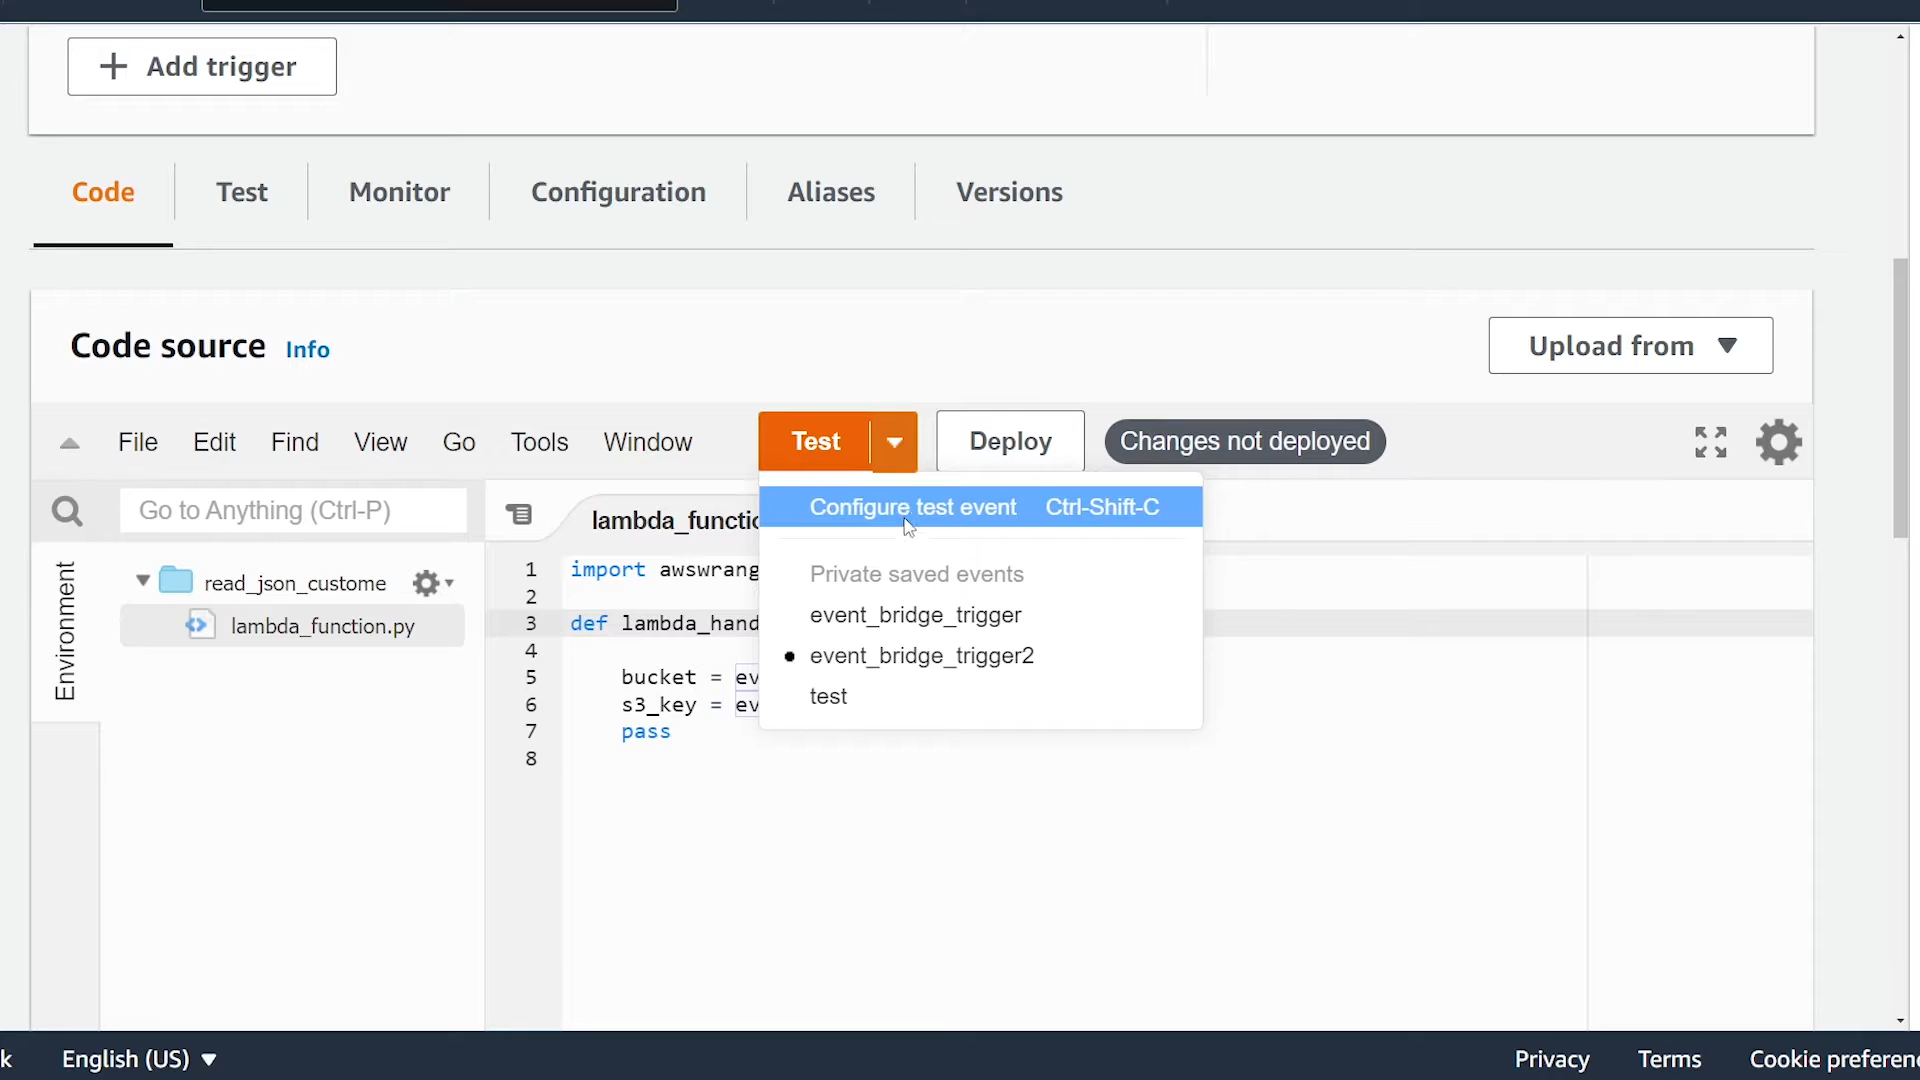 Add trigger
Code
Test
Monitor
Configuration
Aliases
Versions
Code source Info
Upload from
File Edit Find View Go Tools Window
Test
Deploy
Changes not deployed
Go to Anything (Ctrl-P)
lambda_functio
Configure test event Ctrl-Shift-C
Private saved events
event_bridge_trigger
event_bridge_trigger2
test
Environment
read_json_custome
lambda_function.py
1 import awswrang
2
3 def lambda_hand
4
5 bucket = ev
6 s3_key = ev
7 pass
8
k English (US) Privacy Terms Cookie preferenc